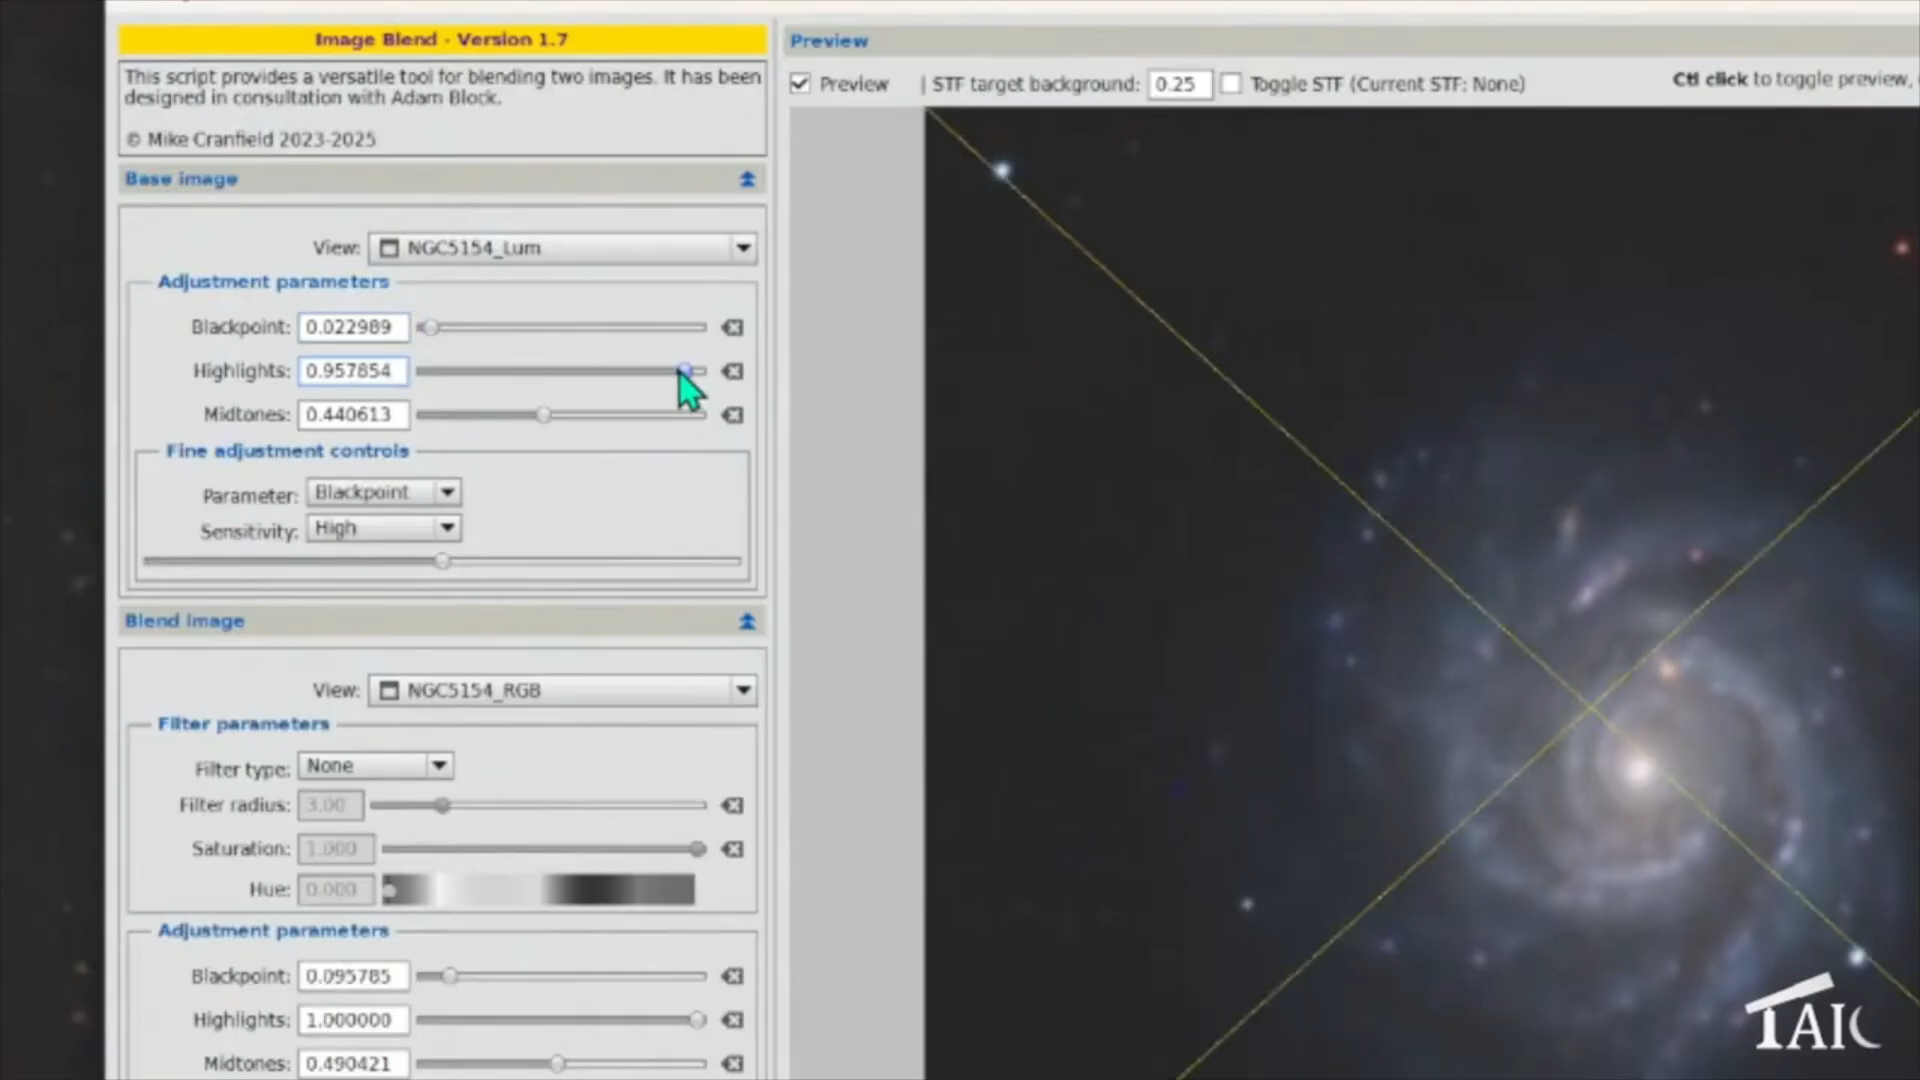 Image Blend - Version 1.7
This script provides a versatile tool for blending two images. It has been
designed in consultation with Adam Block.
© Mike Cranfield 2023-2025
Base image
View: NGC5154_Lum
Adjustment parameters
Blackpoint: 0.022989
Highlights: 0.957854
Midtones: 0.440613
Fine adjustment controls
Parameter: Blackpoint
Sensitivity: High
Blend image
View: NGC5154_RGB
Filter parameters
Filter type: None
Filter radius: 3.00
Saturation: 1.000
Hue: 0.000
Adjustment parameters
Blackpoint: 0.095785
Highlights: 1.000000
Midtones: 0.490421
Preview
Preview | STF target background: 0.25 Toggle STF (Current STF: None) Ctl click to toggle preview,
TAIC